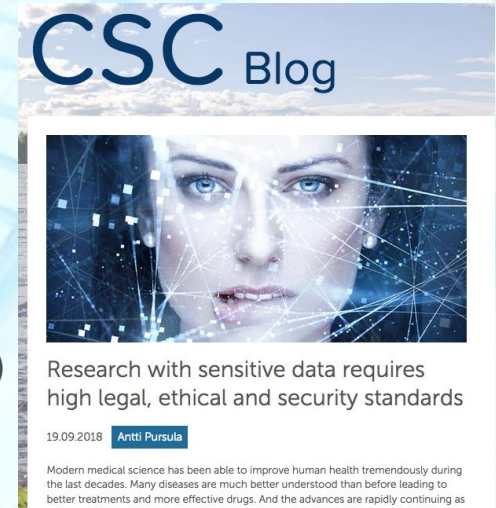 CSC Blog
Research with sensitive data requires
high legal, ethical and security standards
19.09.2018 Antti Pursula
Modern medical science has been able to improve human health tremendously during
the last decades. Many diseases are much better understood than before leading to
better treatments and more effective drugs. And the advances are rapidly continuing as